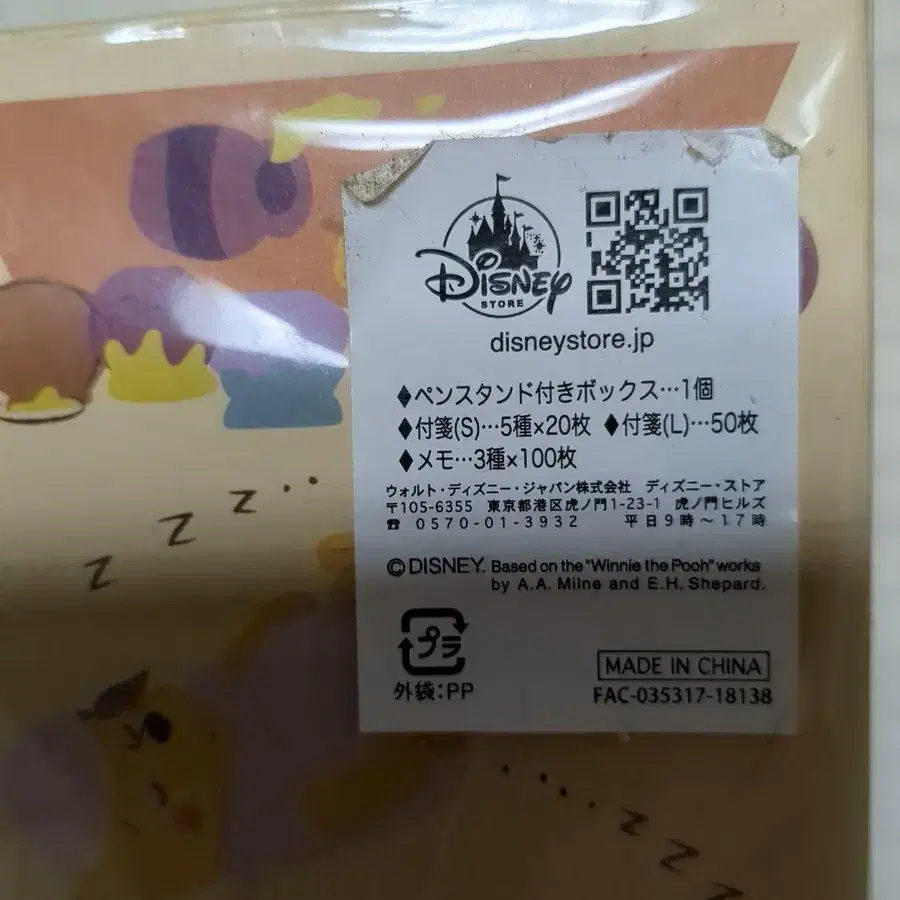 DISNEY
STORE
disneystore.jp
♦ペンスタンド付きボックス…1個
♦付箋(S)…5種×20枚 ♦付箋(L)…50枚
♦メモ…3種×100枚
ウォルト・ディズニー・ジャパン株式会社 ディズニー・ストア
〒105-6355 東京都港区虎ノ門1-23-1 虎ノ門ヒルズ
☎ 0570-01-3932 平日9時～17時
©DISNEY. Based on the "Winnie the Pooh" works
by A.A. Milne and E.H. Shepard.
プラ
外袋:PP
MADE IN CHINA
FAC-035317-18138
z z z
z z z